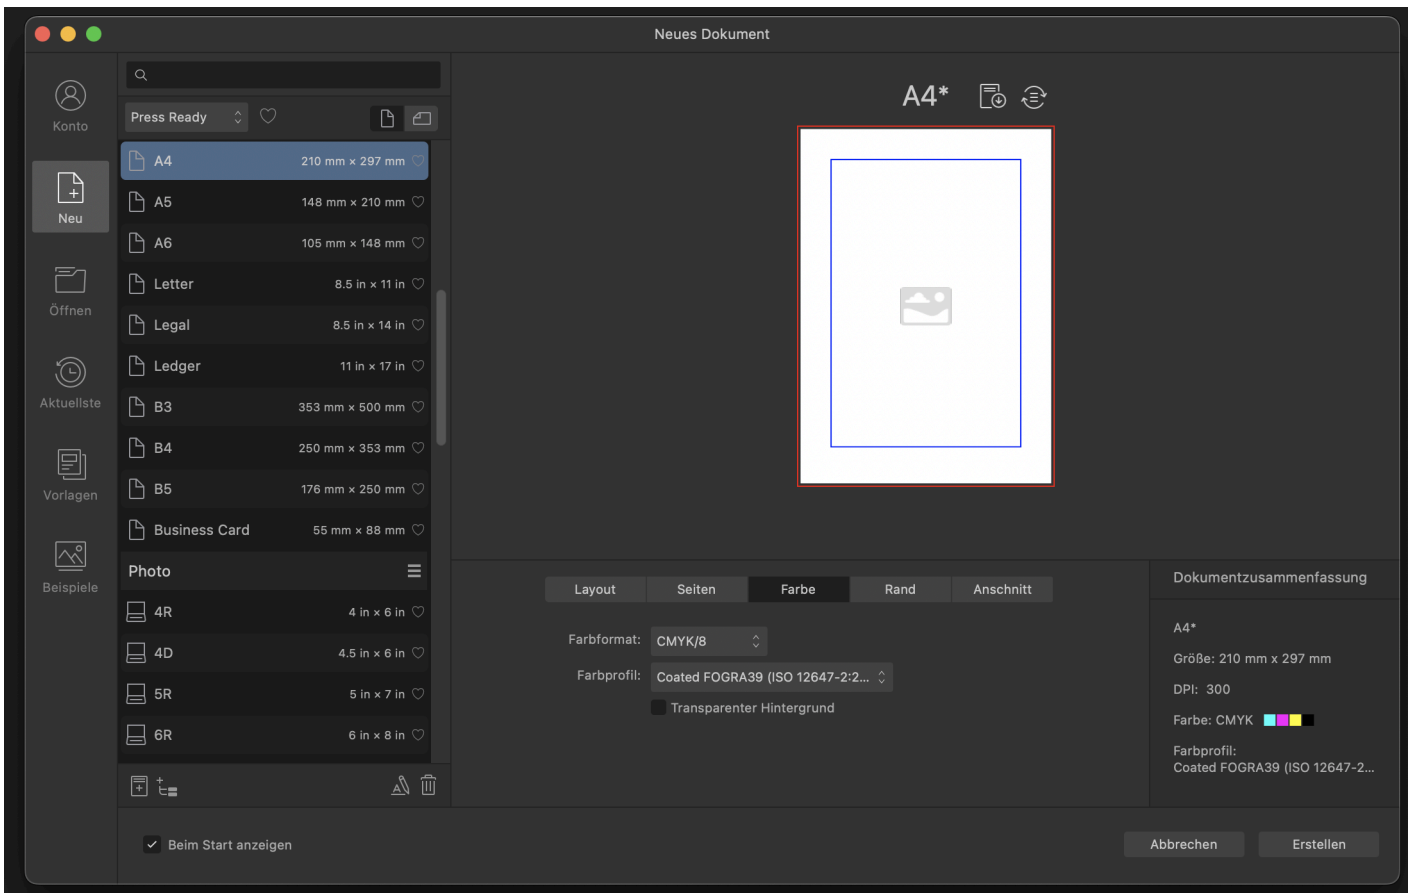 Neues Dokument
Konto
Neu
Öffnen
Aktuellste
Vorlagen
Beispiele
Press Ready
A4 210 mm × 297 mm
A5 148 mm × 210 mm
A6 105 mm × 148 mm
Letter 8.5 in × 11 in
Legal 8.5 in × 14 in
Ledger 11 in × 17 in
B3 353 mm × 500 mm
B4 250 mm × 353 mm
B5 176 mm × 250 mm
Business Card 55 mm × 88 mm
Photo
4R 4 in × 6 in
4D 4.5 in × 6 in
5R 5 in × 7 in
6R 6 in × 8 in
A4*
Layout Seiten Farbe Rand Anschnitt
Farbformat: CMYK/8
Farbprofil: Coated FOGRA39 (ISO 12647-2:2...
Transparenter Hintergrund
Dokumentzusammenfassung
A4*
Größe: 210 mm x 297 mm
DPI: 300
Farbe: CMYK
Farbprofil:
Coated FOGRA39 (ISO 12647-2...
Beim Start anzeigen
Abbrechen Erstellen